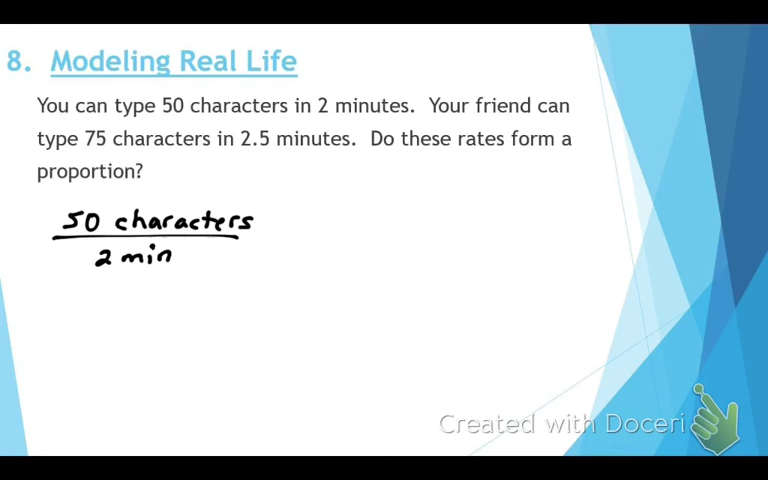 8. Modeling Real Life
You can type 50 characters in 2 minutes. Your friend can
type 75 characters in 2.5 minutes. Do these rates form a
proportion?
50 characters
2 min
Created with Doceri